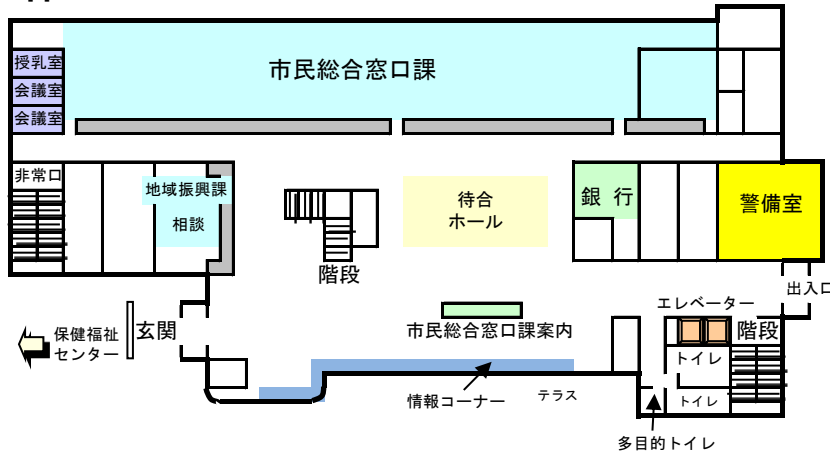 市民総合窓口課
授乳室
会議室
会議室
非常口
地域振興課
相談
階段
待合
ホール
銀 行
警備室
出入口
エレベーター
階段
トイレ
トイレ
多目的トイレ
市民総合窓口課案内
玄関
保健福祉
センター
情報コーナー
テラス